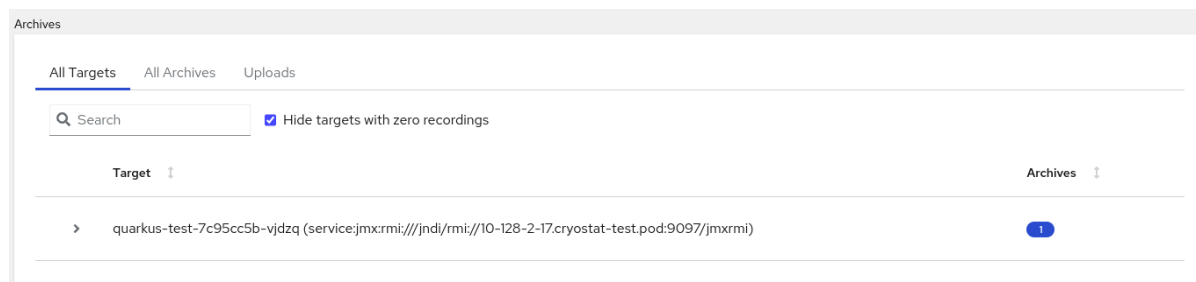 Archives
All Targets All Archives Uploads
Search Hide targets with zero recordings
Target Archives
quarkus-test-7c95cc5b-vjdzq (service:jmx:rmi:///jndi/rmi://10-128-2-17.cryostat-test.pod:9097/jmxrmi) 1